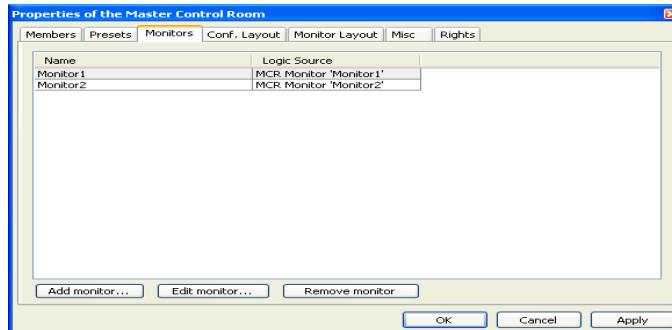 Properties of the Master Control Room
Members Presets Monitors Conf. Layout Monitor Layout Misc Rights
Name Logic Source
Monitor1 MCR Monitor 'Monitor1'
Monitor2 MCR Monitor 'Monitor2'
Add monitor... Edit monitor... Remove monitor
OK Cancel Apply